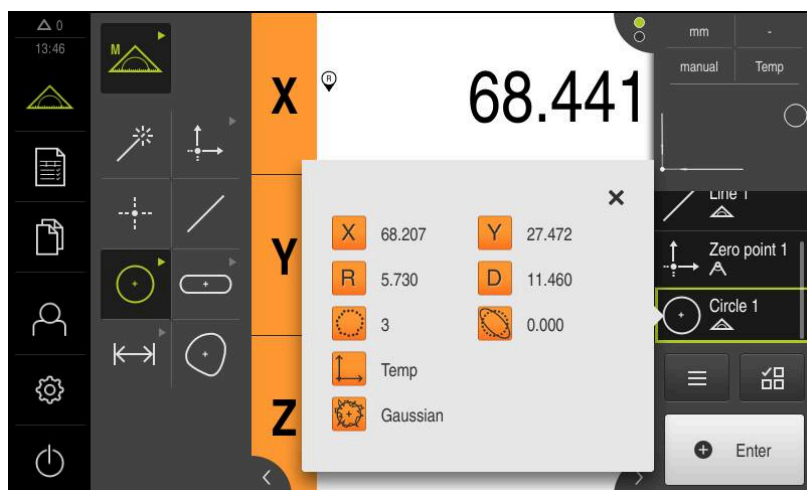 0
13:46
M
X
R
68.441
mm
-
manual
Temp
X
68.207
Y
27.472
R
5.730
D
11.460
3
0.000
Temp
Gaussian
Y
Z
Line 1
Zero point 1
Circle 1
Enter